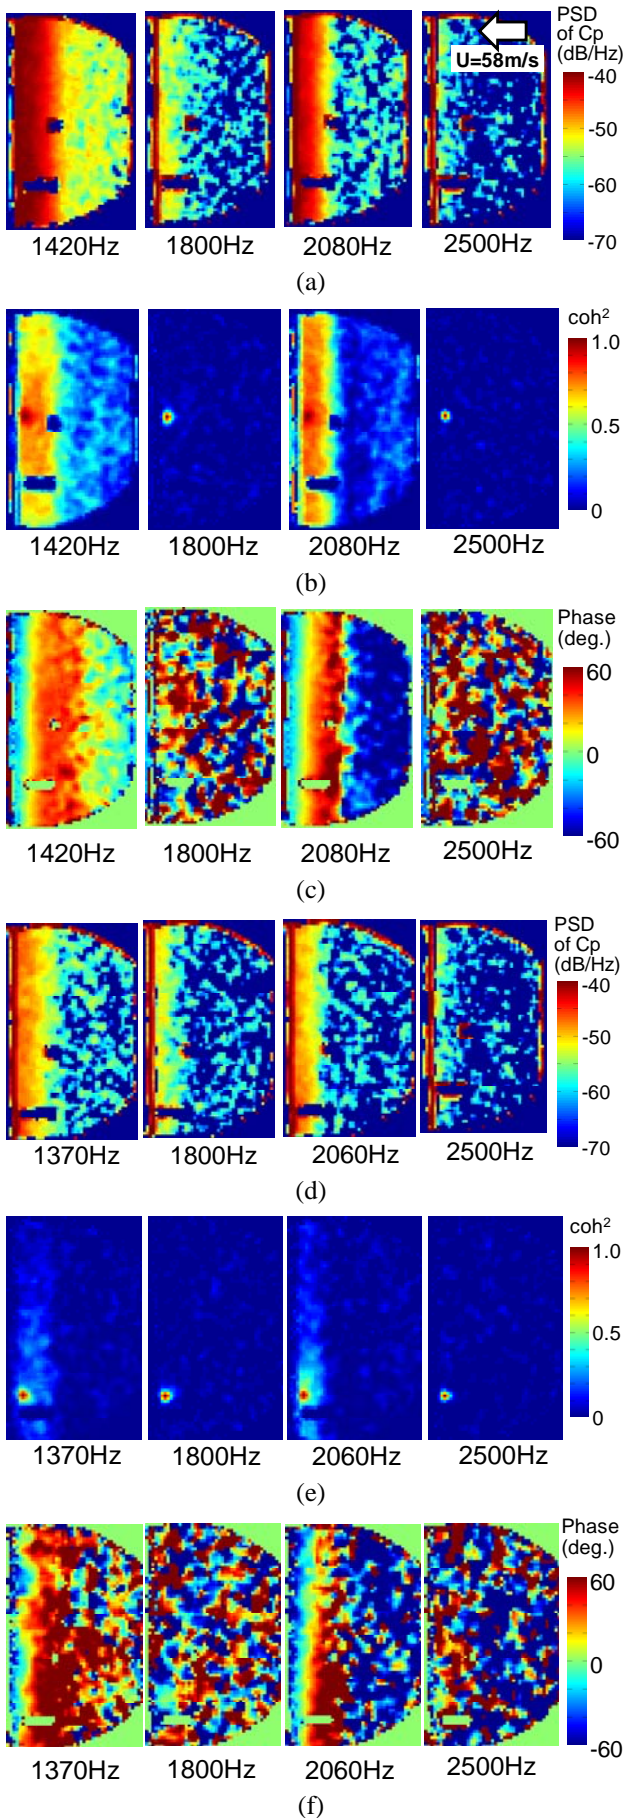 PSD
of Cp
(dB/Hz)
U=58m/s
-40
-50
-60
-70
1420Hz
1800Hz
2080Hz
2500Hz
(a)
coh²
1.0
0.5
0
1420Hz
1800Hz
2080Hz
2500Hz
(b)
Phase
(deg.)
60
0
-60
1420Hz
1800Hz
2080Hz
2500Hz
(c)
PSD
of Cp
(dB/Hz)
-40
-50
-60
-70
1370Hz
1800Hz
2060Hz
2500Hz
(d)
coh²
1.0
0.5
0
1370Hz
1800Hz
2060Hz
2500Hz
(e)
Phase
(deg.)
60
0
-60
1370Hz
1800Hz
2060Hz
2500Hz
(f)